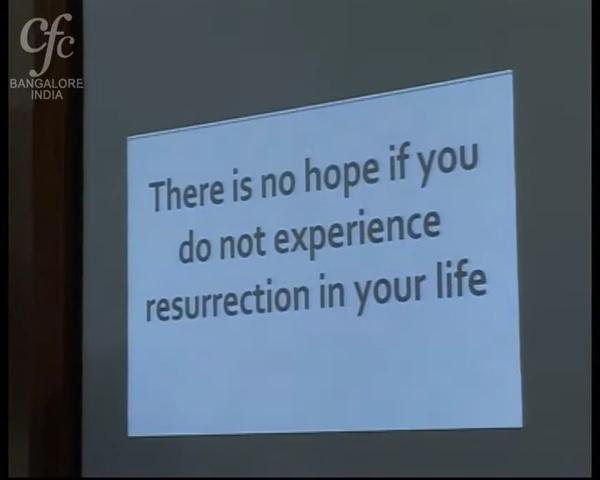 cfc
BANGALORE
INDIA
There is no hope if you
do not experience
resurrection in your life